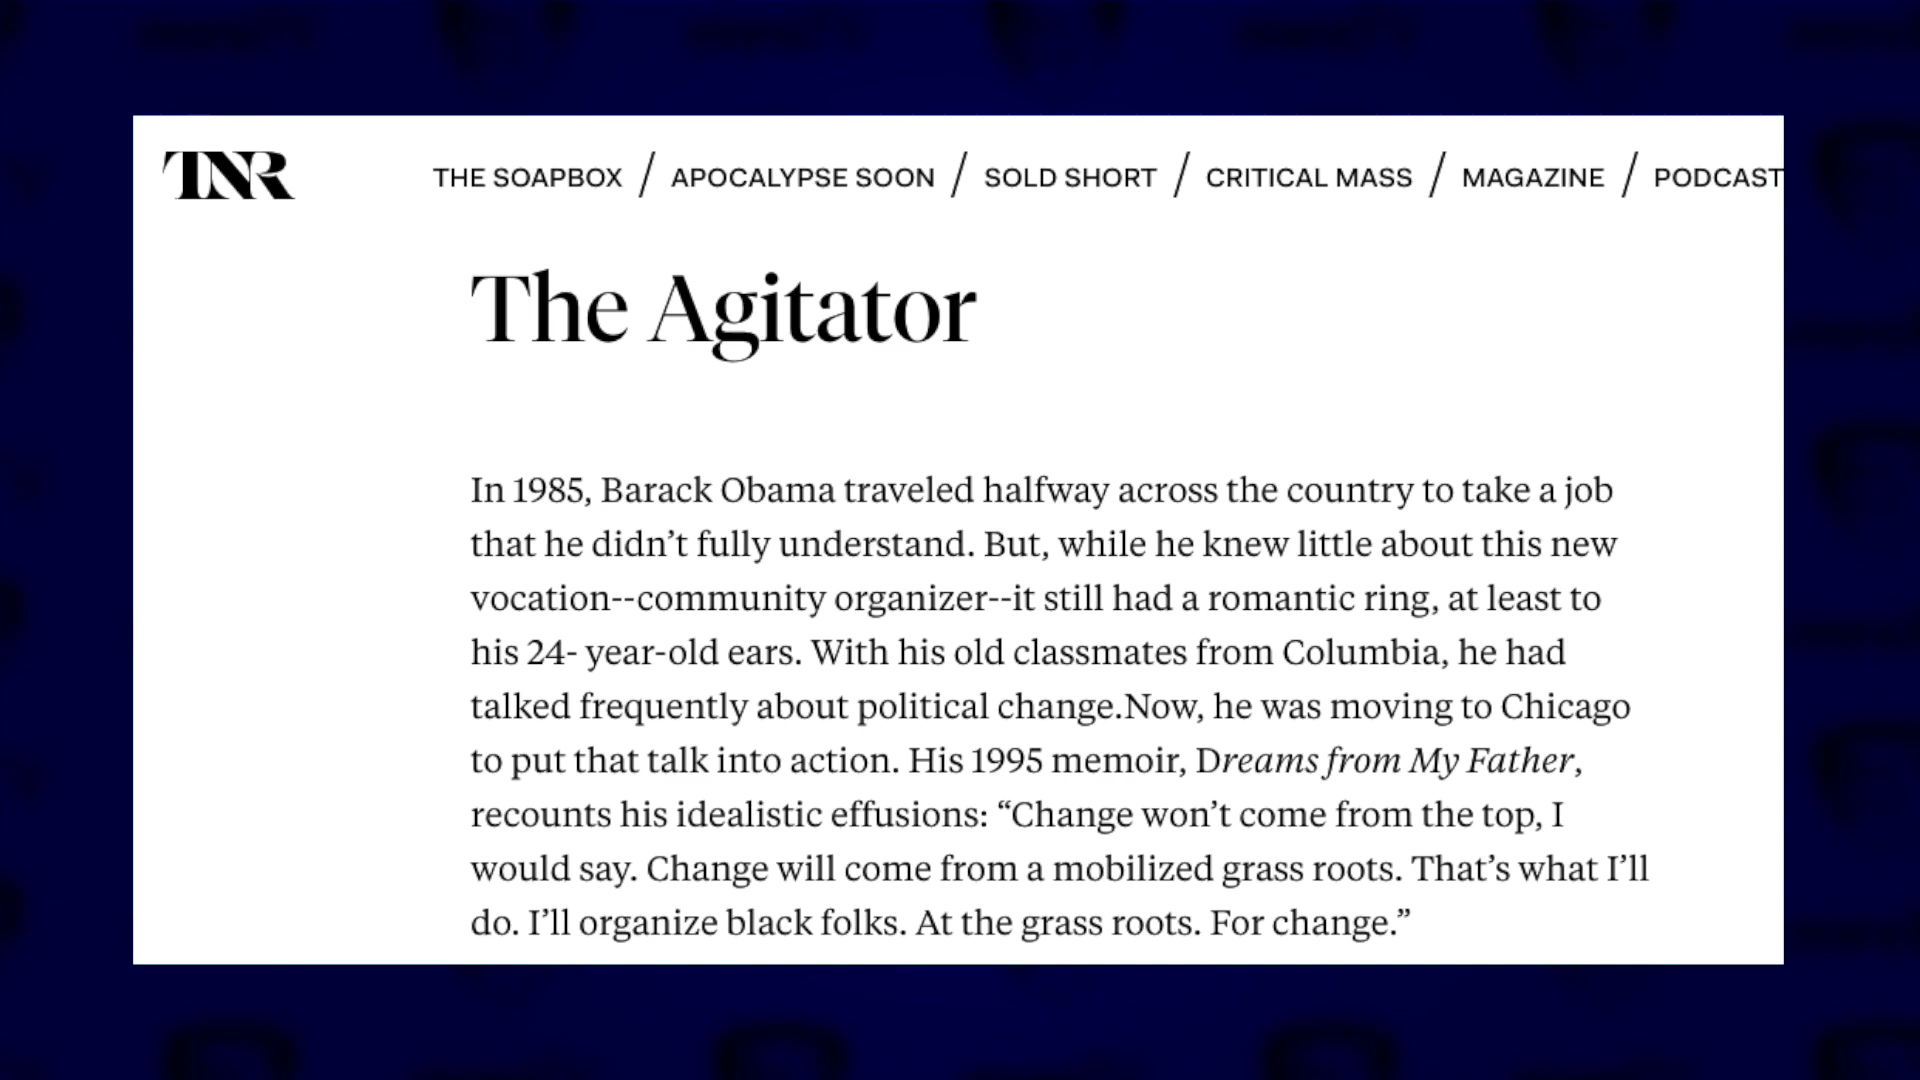 TNR
THE SOAPBOX / APOCALYPSE SOON / SOLD SHORT / CRITICAL MASS / MAGAZINE / PODCAST
The Agitator
In 1985, Barack Obama traveled halfway across the country to take a job
that he didn’t fully understand. But, while he knew little about this new
vocation--community organizer--it still had a romantic ring, at least to
his 24- year-old ears. With his old classmates from Columbia, he had
talked frequently about political change.Now, he was moving to Chicago
to put that talk into action. His 1995 memoir, Dreams from My Father,
recounts his idealistic effusions: “Change won’t come from the top, I
would say. Change will come from a mobilized grass roots. That’s what I’ll
do. I’ll organize black folks. At the grass roots. For change.”